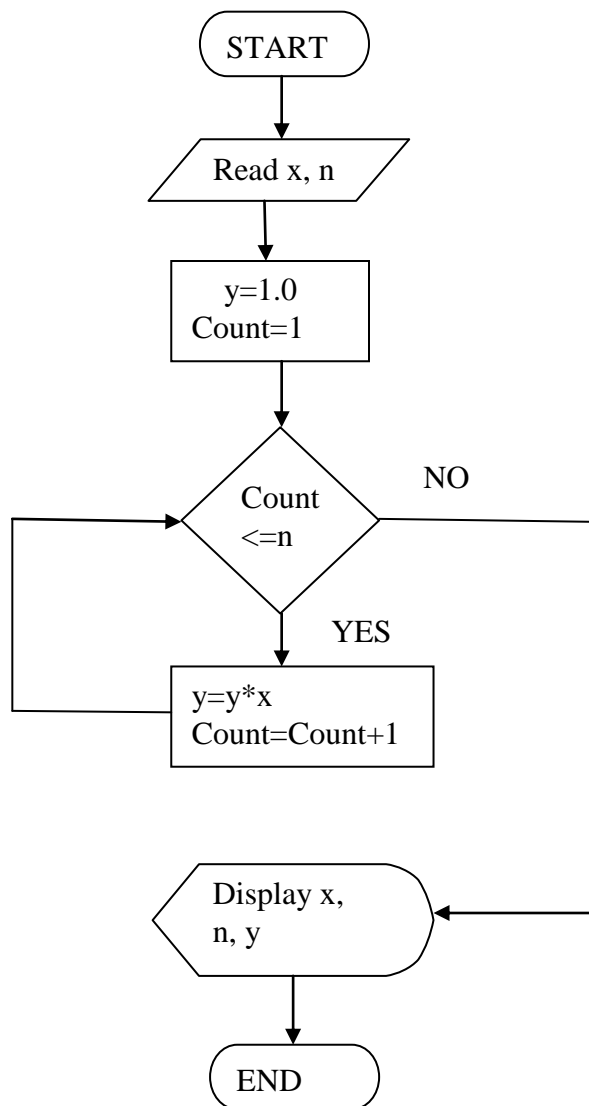 START
Read x, n
y=1.0
Count=1
Count
<=n
NO
YES
y=y*x
Count=Count+1
Display x,
n, y
END